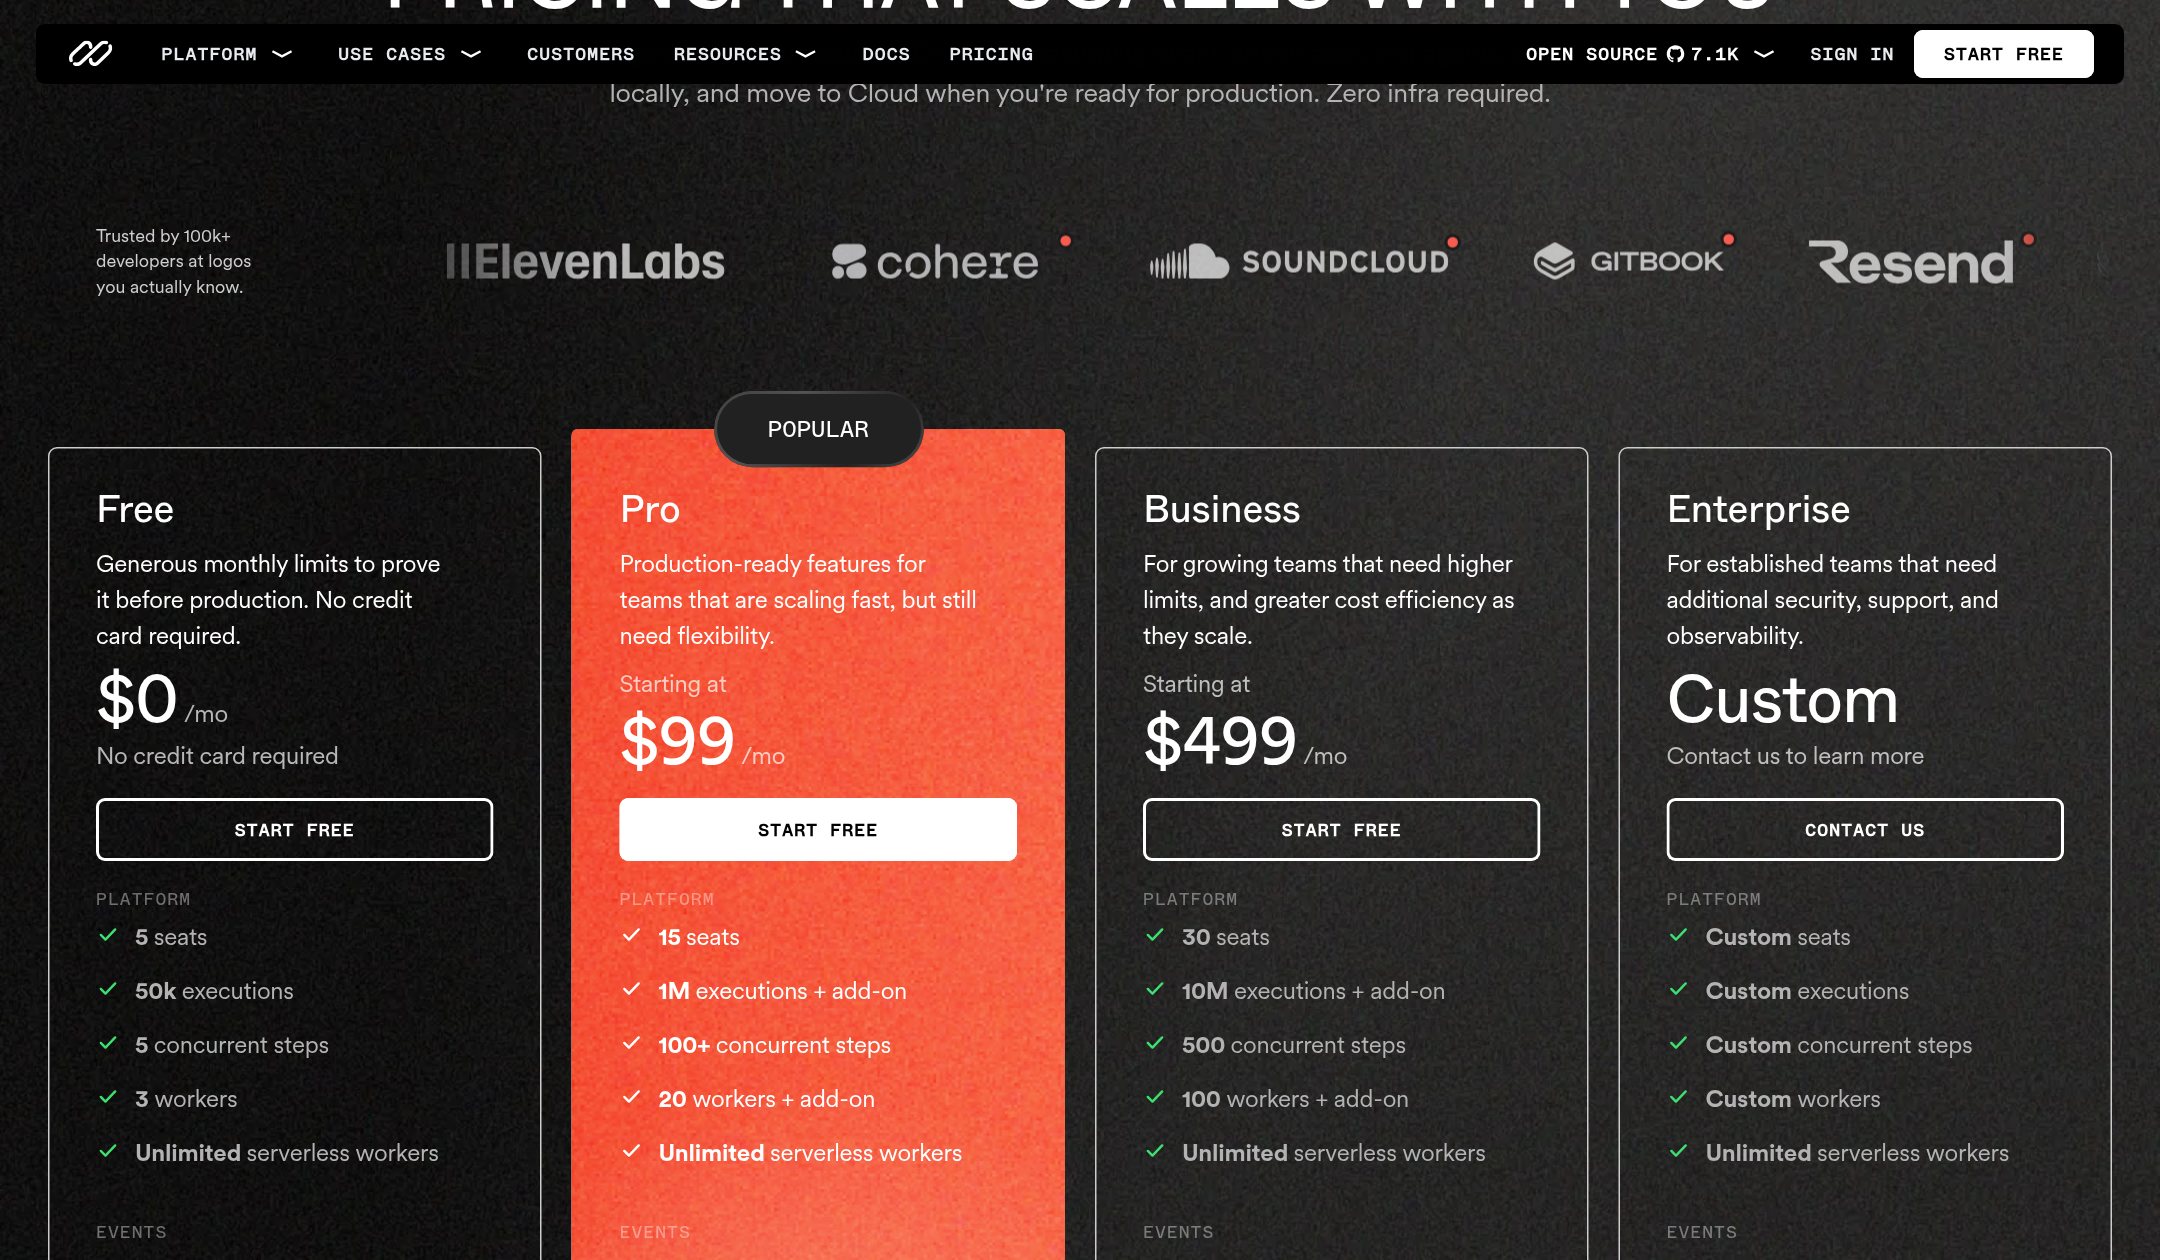 PRICING THAT SCALES WITH YOU
PLATFORM
USE CASES
CUSTOMERS
RESOURCES
DOCS
PRICING
OPEN SOURCE 7.1K
SIGN IN
START FREE
locally, and move to Cloud when you're ready for production. Zero infra required.
Trusted by 100k+
developers at logos
you actually know.
IIElevenLabs
cohere
SOUNDCLOUD
GITBOOK
Resend
Free
Generous monthly limits to prove
it before production. No credit
card required.
$0 /mo
No credit card required
START FREE
PLATFORM
5 seats
50k executions
5 concurrent steps
3 workers
Unlimited serverless workers
EVENTS
POPULAR
Pro
Production-ready features for
teams that are scaling fast, but still
need flexibility.
Starting at
$99 /mo
START FREE
PLATFORM
15 seats
1M executions + add-on
100+ concurrent steps
20 workers + add-on
Unlimited serverless workers
EVENTS
Business
For growing teams that need higher
limits, and greater cost efficiency as
they scale.
Starting at
$499 /mo
START FREE
PLATFORM
30 seats
10M executions + add-on
500 concurrent steps
100 workers + add-on
Unlimited serverless workers
EVENTS
Enterprise
For established teams that need
additional security, support, and
observability.
Custom
Contact us to learn more
CONTACT US
PLATFORM
Custom seats
Custom executions
Custom concurrent steps
Custom workers
Unlimited serverless workers
EVENTS